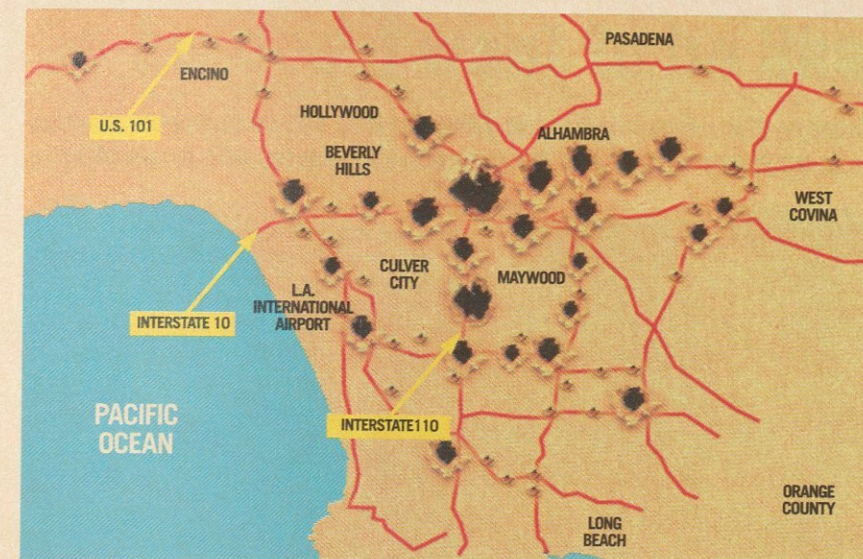 PASADENA
ENCINO
U.S. 101
HOLLYWOOD
ALHAMBRA
BEVERLY
HILLS
WEST
COVINA
CULVER
CITY
MAYWOOD
L.A.
INTERNATIONAL
AIRPORT
INTERSTATE 10
PACIFIC
OCEAN
INTERSTATE110
ORANGE
COUNTY
LONG
BEACH